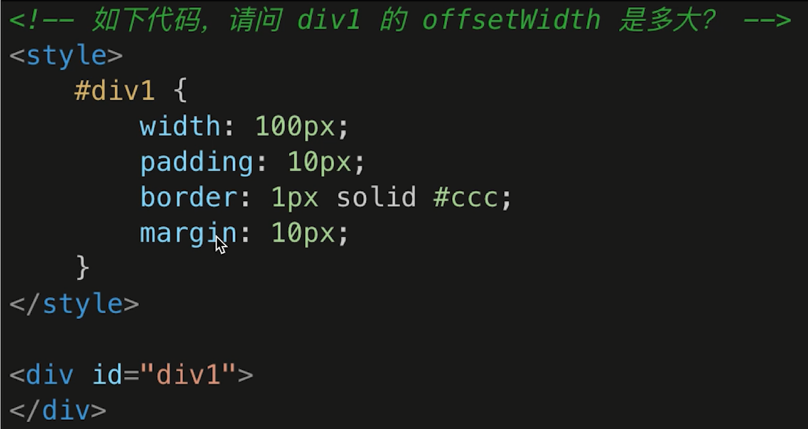 <!-- 如下代码，请问 div1 的 offsetWidth 是多大？ -->
<style>
    #div1 {
        width: 100px;
        padding: 10px;
        border: 1px solid #ccc;
        margin: 10px;
    }
</style>

<div id="div1">
</div>